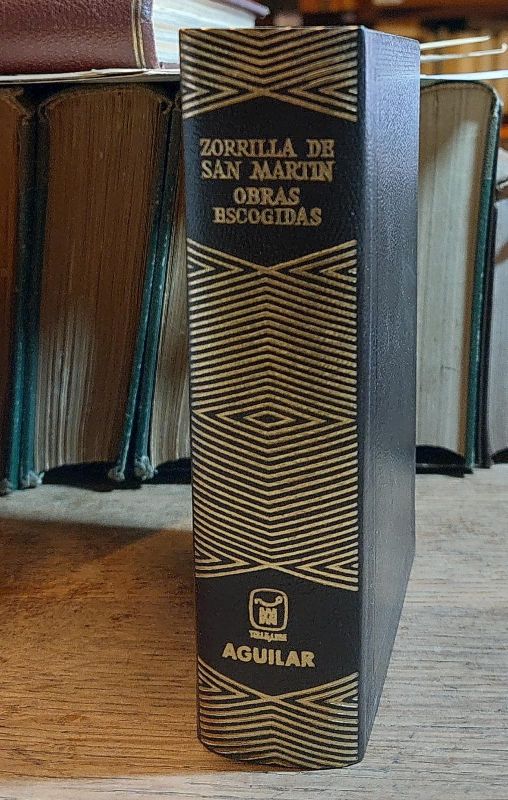 ZORRILLA DE
SAN MARTIN
OBRAS
ESCOGIDAS
AGUILAR